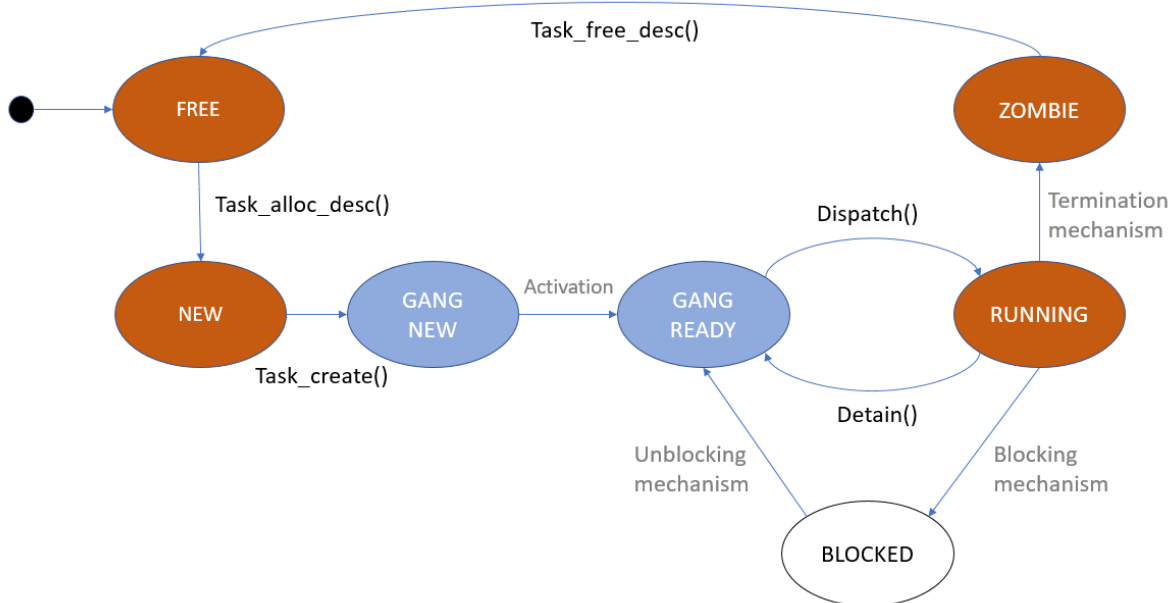 Task_free_desc()
FREE
ZOMBIE
Task_alloc_desc()
Termination
mechanism
Dispatch()
NEW
GANG
NEW
Activation
GANG
READY
RUNNING
Task_create()
Detain()
Unblocking
mechanism
Blocking
mechanism
BLOCKED